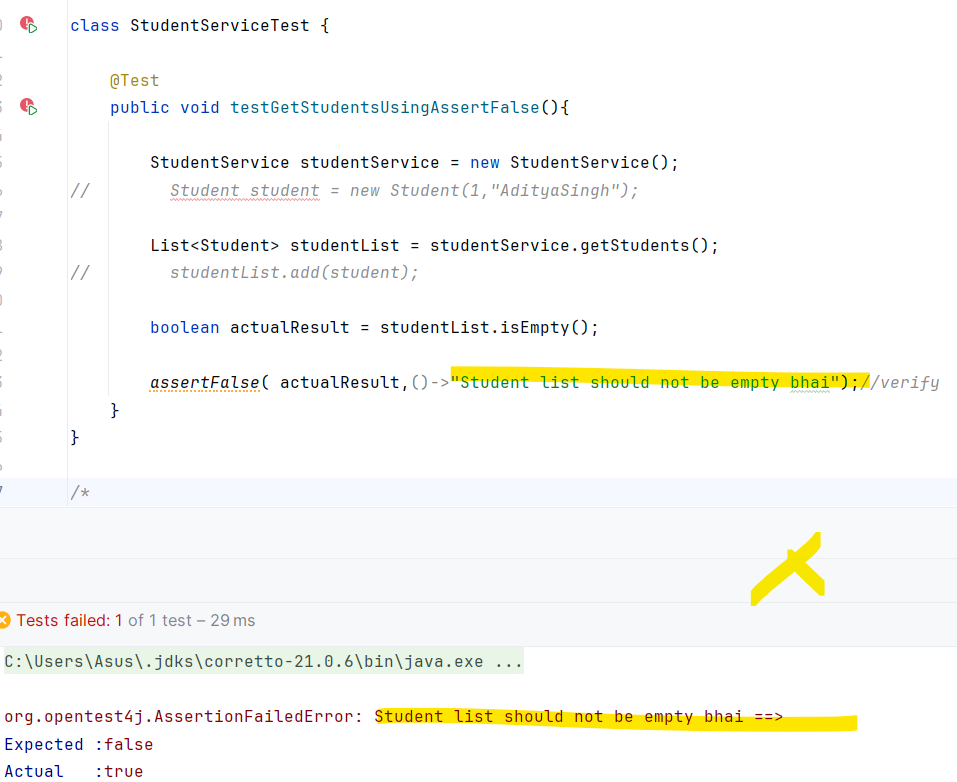 class StudentServiceTest {
@Test
public void testGetStudentsUsingAssertFalse(){
StudentService studentService = new StudentService();
// Student student = new Student(1,"AdityaSingh");
List<Student> studentList = studentService.getStudents();
// studentList.add(student);
boolean actualResult = studentList.isEmpty();
assertFalse( actualResult,()->"Student list should not be empty bhai");//verify
}
}
/*
Tests failed: 1 of 1 test – 29 ms
C:\Users\Asus\.jdks\corretto-21.0.6\bin\java.exe ...
org.opentest4j.AssertionFailedError: Student list should not be empty bhai ==>
Expected :false
Actual :true